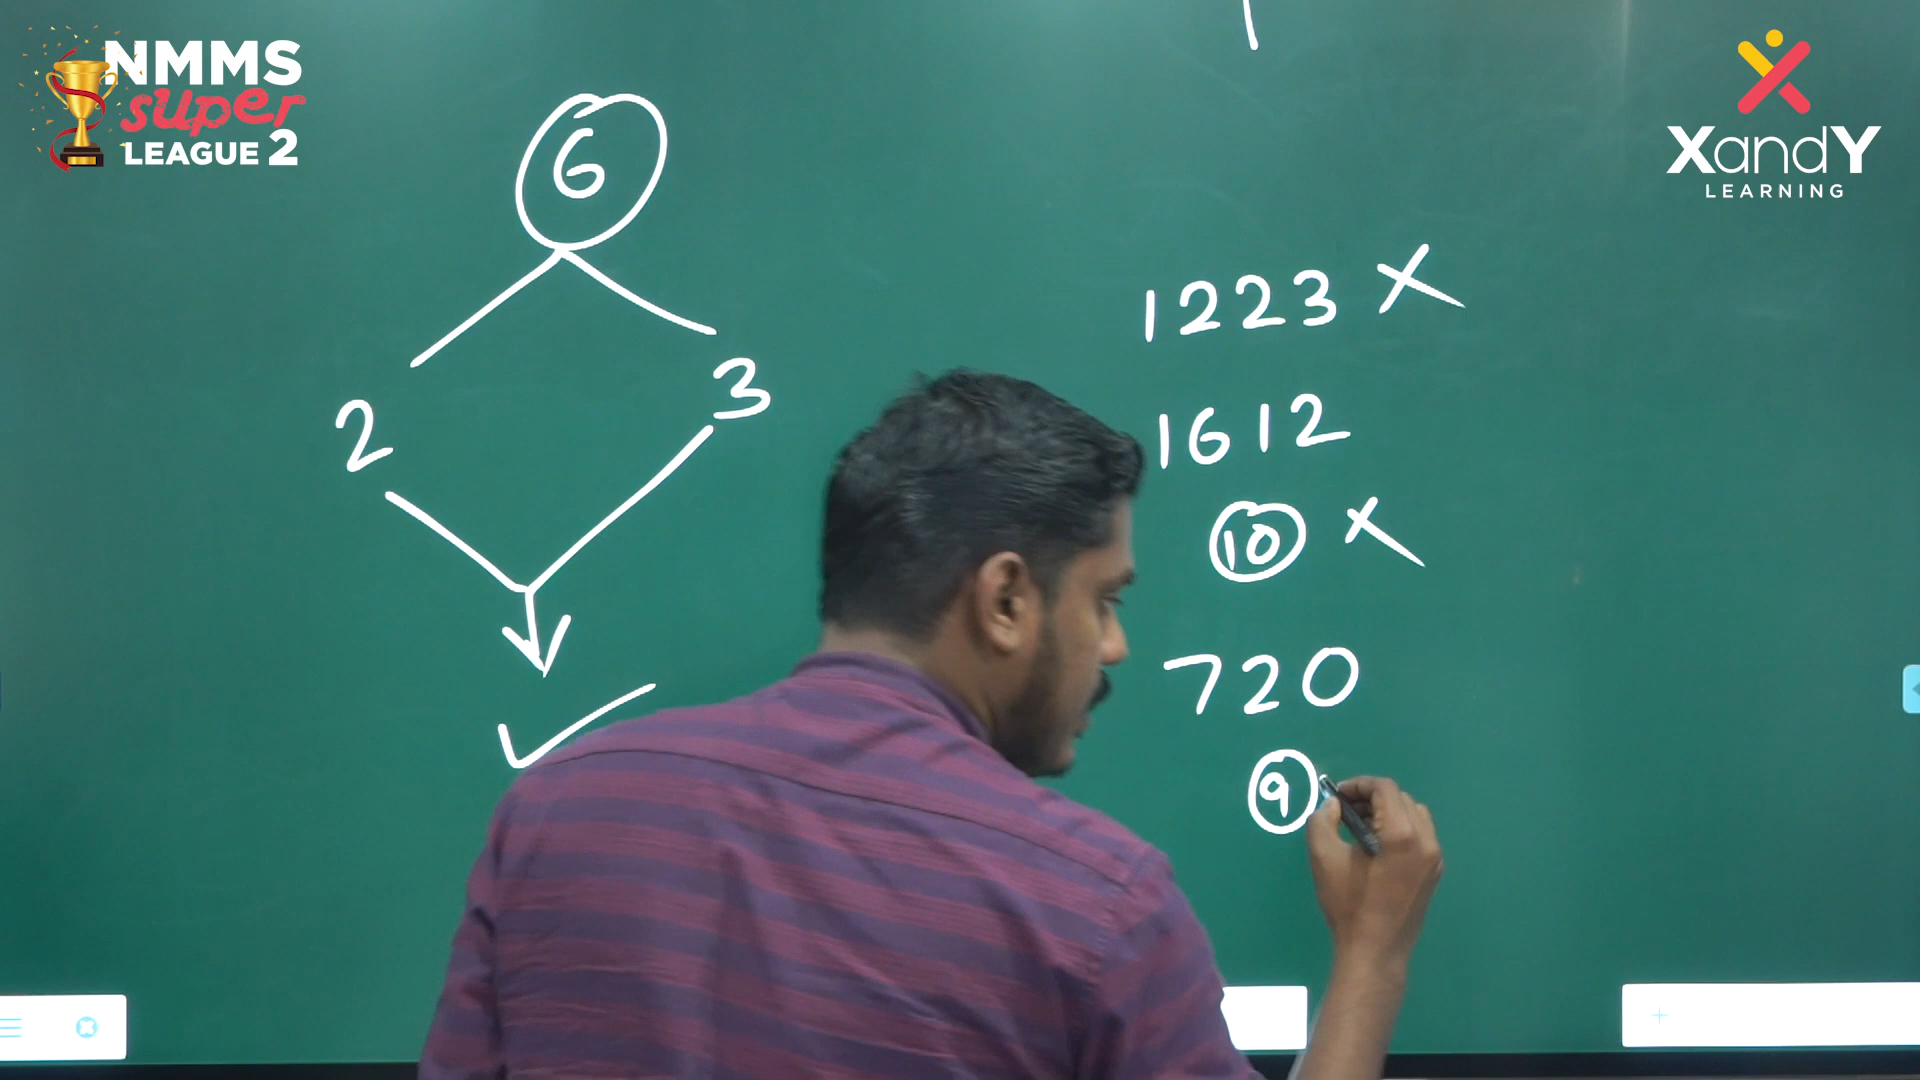 NMMS
super
LEAGUE 2
XandY
LEARNING
6
2 3
1223 X
1612
10 X
720
9